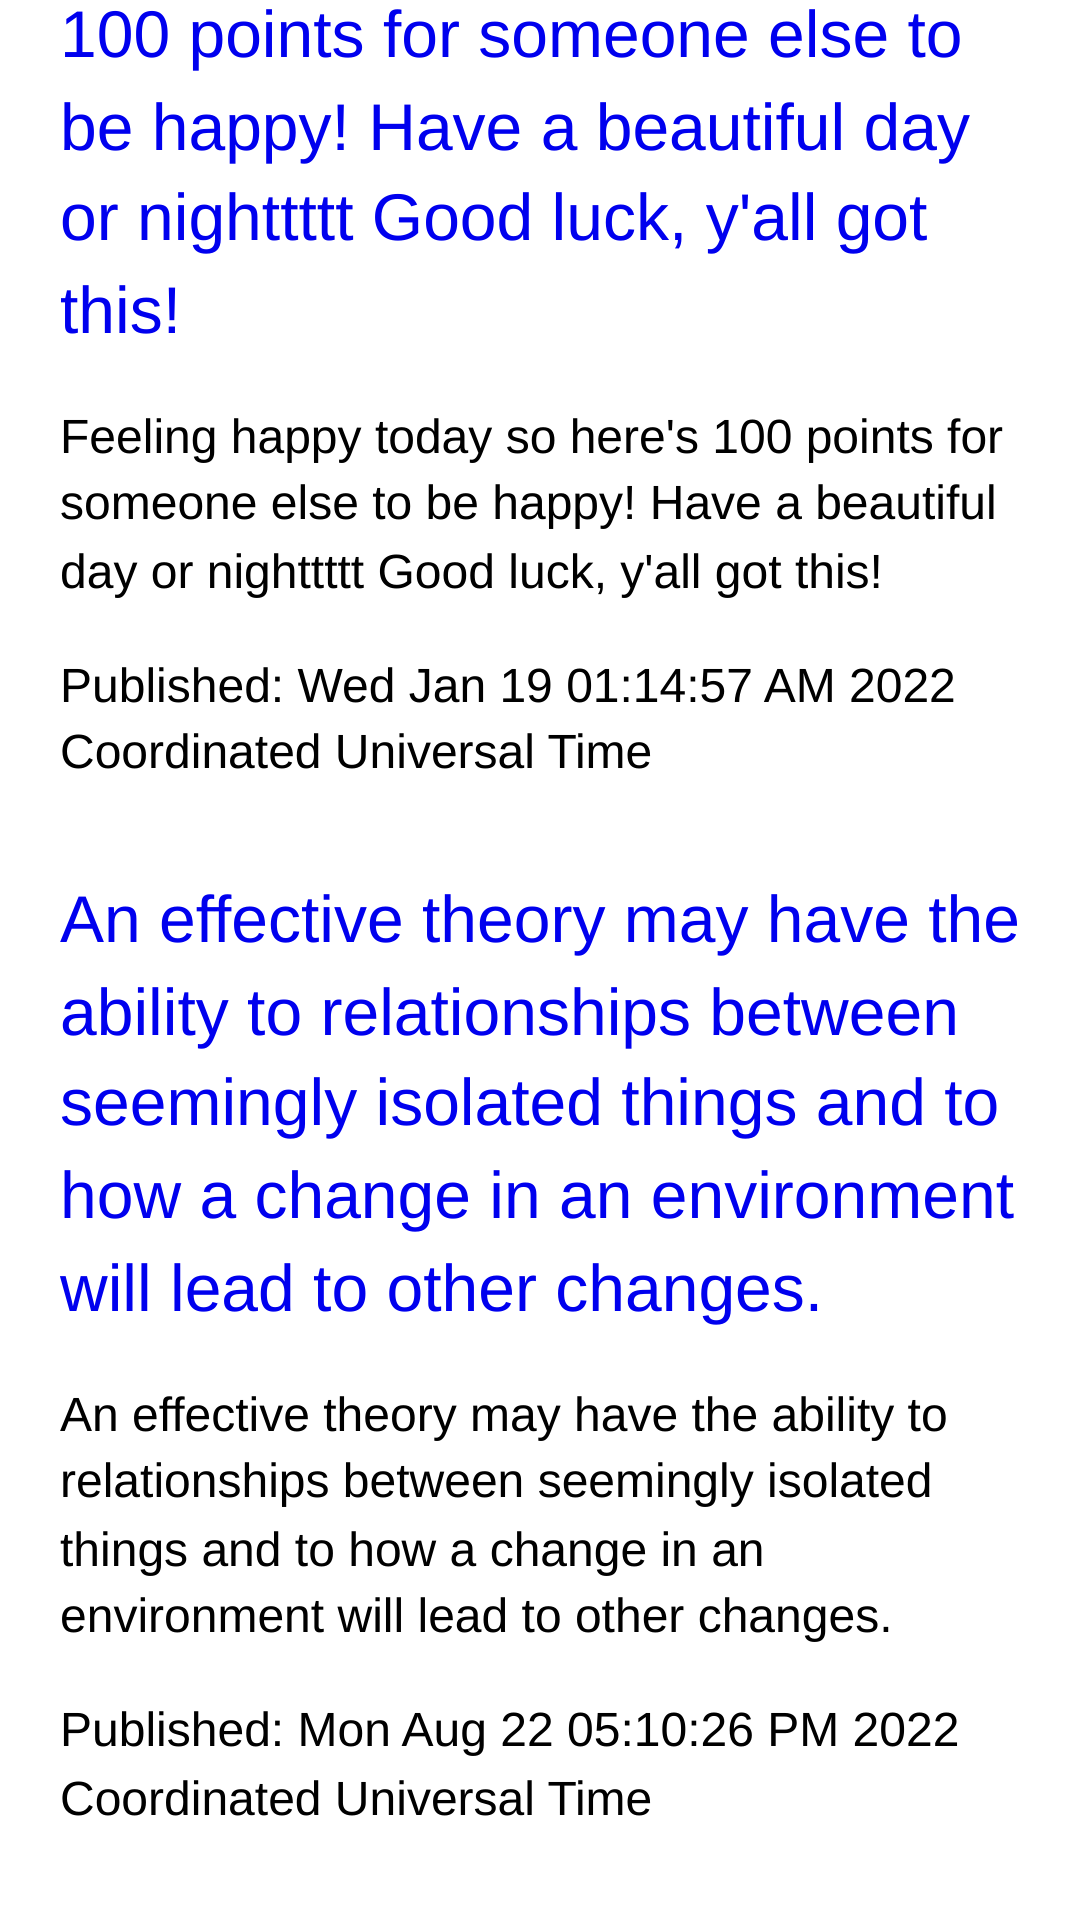 100 points for someone else to
be happy! Have a beautiful day
or nighttttt Good luck, y'all got
this!
Feeling happy today so here's 100 points for
someone else to be happy! Have a beautiful
day or nighttttt Good luck, y'all got this!
Published: Wed Jan 19 01:14:57 AM 2022
Coordinated Universal Time
An effective theory may have the
ability to relationships between
seemingly isolated things and to
how a change in an environment
will lead to other changes.
An effective theory may have the ability to
relationships between seemingly isolated
things and to how a change in an
environment will lead to other changes.
Published: Mon Aug 22 05:10:26 PM 2022
Coordinated Universal Time